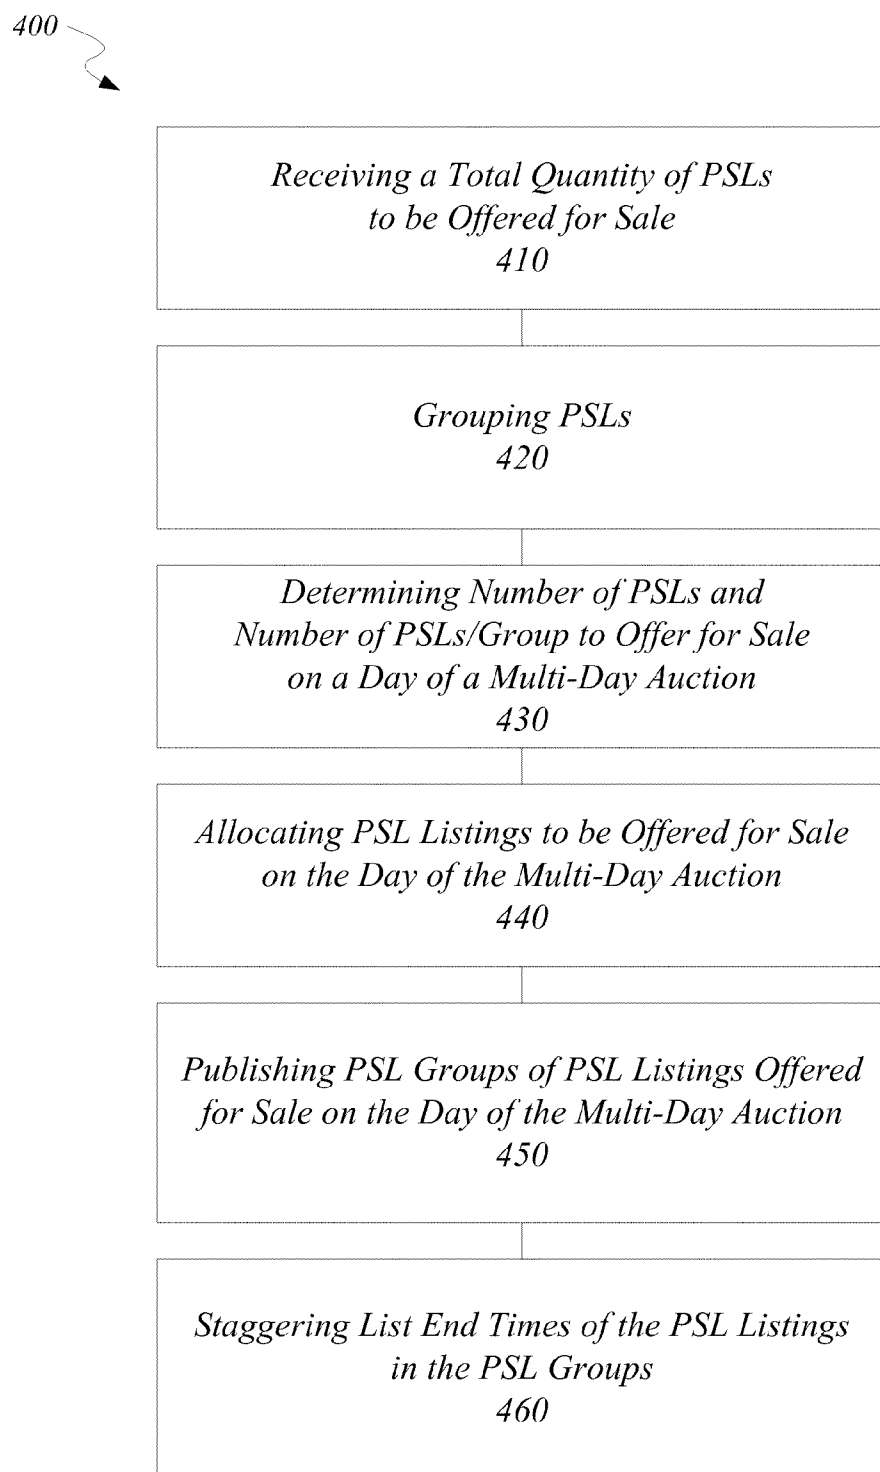 400
Receiving a Total Quantity of PSLs
to be Offered for Sale
410
Grouping PSLs
420
Determining Number of PSLs and
Number of PSLs/Group to Offer for Sale
on a Day of a Multi-Day Auction
430
Allocating PSL Listings to be Offered for Sale
on the Day of the Multi-Day Auction
440
Publishing PSL Groups of PSL Listings Offered
for Sale on the Day of the Multi-Day Auction
450
Staggering List End Times of the PSL Listings
in the PSL Groups
460